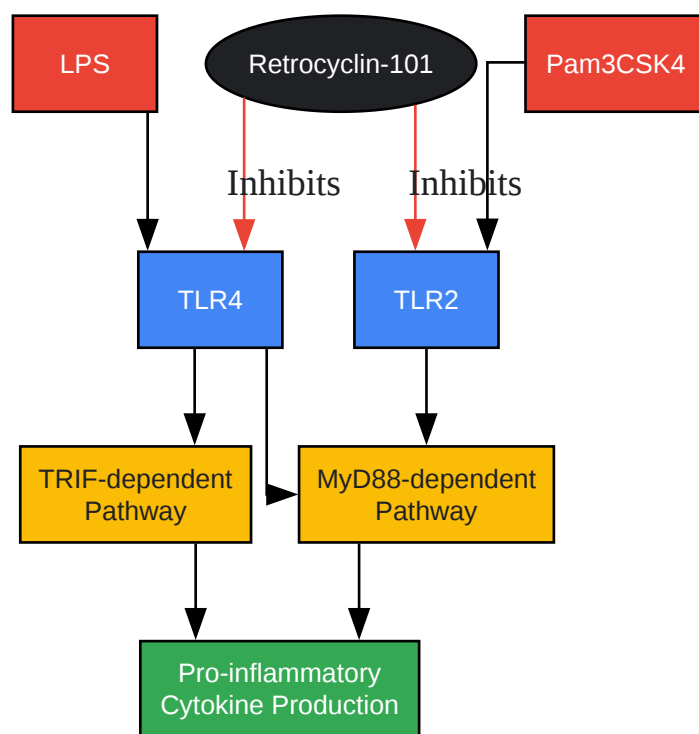 LPS
Retrocyclin-101
Pam3CSK4
Inhibits
Inhibits
TLR4
TLR2
TRIF-dependent
Pathway
MyD88-dependent
Pathway
Pro-inflammatory
Cytokine Production